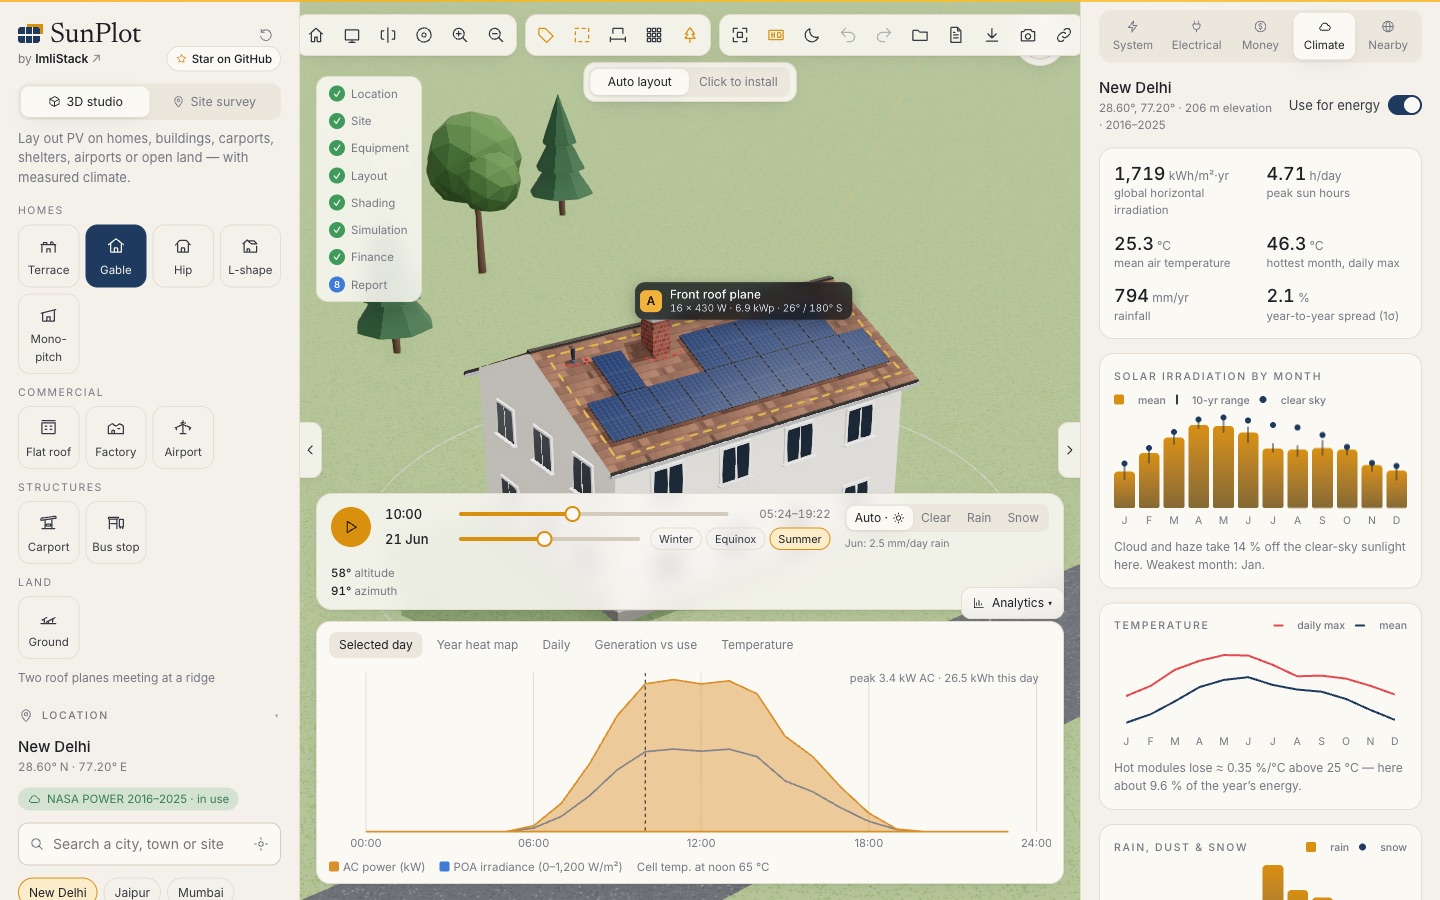 SunPlot
by ImliStack ↗
Star on GitHub
3D studio
Site survey
Lay out PV on homes, buildings, carports,
shelters, airports or open land — with
measured climate.
HOMES
Terrace
Gable
Hip
L-shape
Mono-
pitch
COMMERCIAL
Flat roof
Factory
Airport
STRUCTURES
Carport
Bus stop
LAND
Ground
Two roof planes meeting at a ridge
LOCATION
New Delhi
28.60° N · 77.20° E
NASA POWER 2016–2025 · in use
Search a city, town or site
New Delhi
Jaipur
Mumbai
HD
Auto layout
Click to install
Location
Site
Equipment
Layout
Shading
Simulation
Finance
8 Report
A
Front roof plane
16 × 430 W · 6.9 kWp · 26° / 180° S
10:00
05:24–19:22
21 Jun
Winter
Equinox
Summer
Auto ·
Clear
Rain
Snow
Jun: 2.5 mm/day rain
58° altitude
91° azimuth
Analytics
Selected day
Year heat map
Daily
Generation vs use
Temperature
peak 3.4 kW AC · 26.5 kWh this day
00:00
06:00
12:00
18:00
24:00
AC power (kW)
POA irradiance (0–1,200 W/m²)
Cell temp. at noon 65 °C
System
Electrical
Money
Climate
Nearby
New Delhi
28.60°, 77.20° · 206 m elevation
· 2016–2025
Use for energy
1,719 kWh/m²·yr
global horizontal
irradiation
4.71 h/day
peak sun hours
25.3 °C
mean air temperature
46.3 °C
hottest month, daily max
794 mm/yr
rainfall
2.1 %
year-to-year spread (1σ)
SOLAR IRRADIATION BY MONTH
mean
10-yr range
clear sky
J F M A M J J A S O N D
Cloud and haze take 14 % off the clear-sky sunlight
here. Weakest month: Jan.
TEMPERATURE
daily max
mean
J F M A M J J A S O N D
Hot modules lose ≈ 0.35 %/°C above 25 °C — here
about 9.6 % of the year's energy.
RAIN, DUST & SNOW
rain
snow